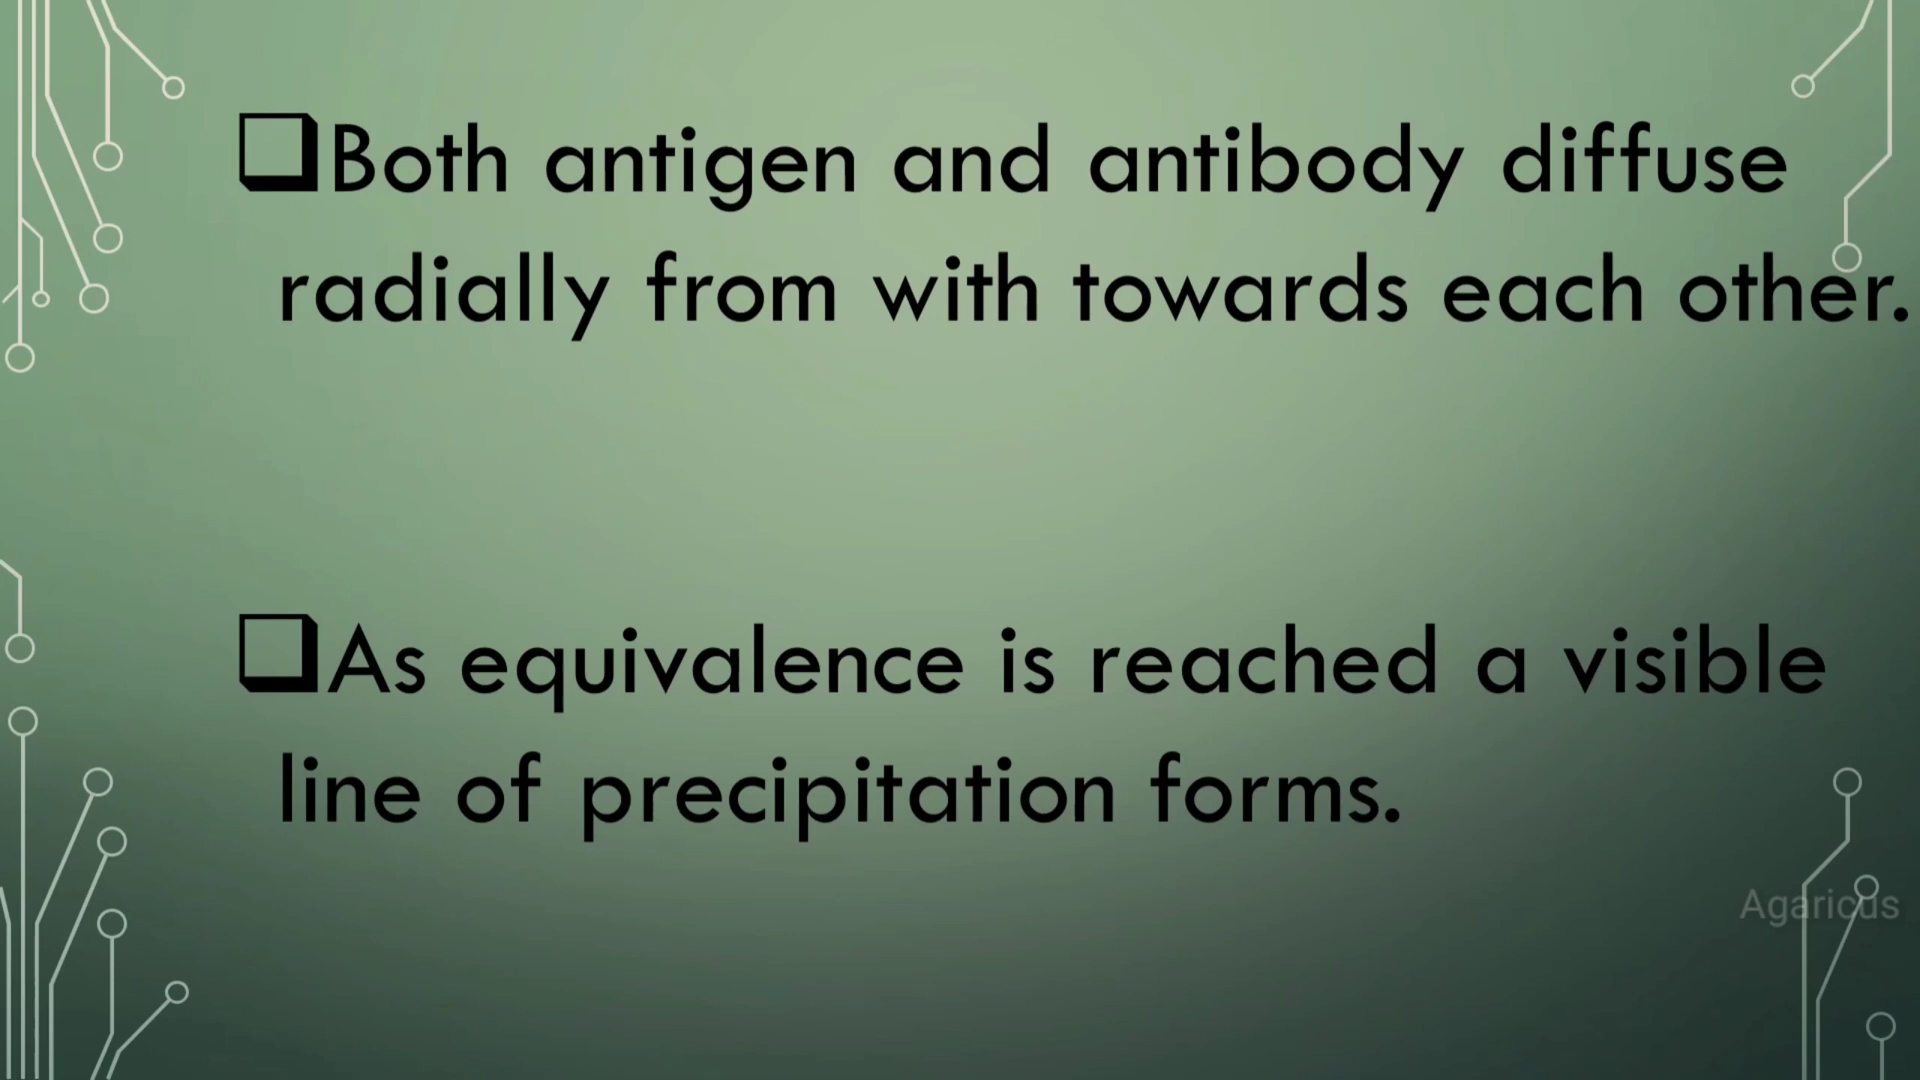 Both antigen and antibody diffuse
radially from with towards each other.
As equivalence is reached a visible
line of precipitation forms.
Agaricus